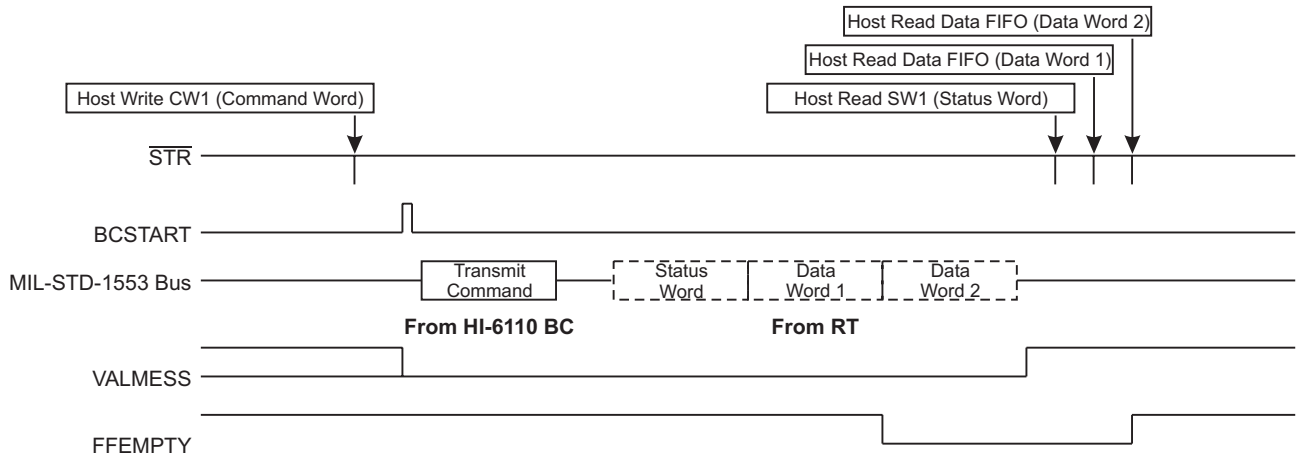 Host Read Data FIFO (Data Word 2)
Host Read Data FIFO (Data Word 1)
Host Write CW1 (Command Word)
Host Read SW1 (Status Word)
STR
BCSTART
MIL-STD-1553 Bus
Transmit
Command
Status
Word
Data
Word 1
Data
Word 2
From HI-6110 BC
From RT
VALMESS
FFEMPTY